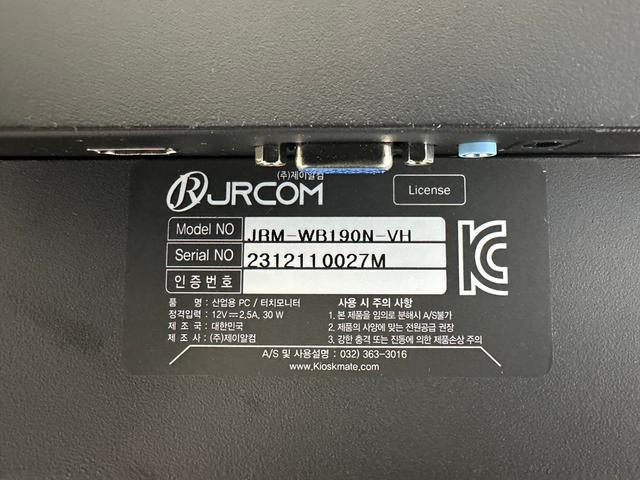 (주)제이알컴
JRCOM
License
Model NO JRM-WB190N-VH
Serial NO 2312110027M
인증번호
품 명 : 산업용 PC / 터치모니터
정격입력 : 12V⎓2,5A, 30 W
제 조 국 : 대한민국
제 조 사 : (주)제이알컴
사용 시 주의 사항
1. 본 제품을 임의로 분해시 A/S불가
2. 제품의 사양에 맞는 전원공급 권장
3. 강한 충격 또는 진동에 의한 제품손상 주의
A/S 및 사용설명 : 032) 363-3016
www.Kioskmate.com